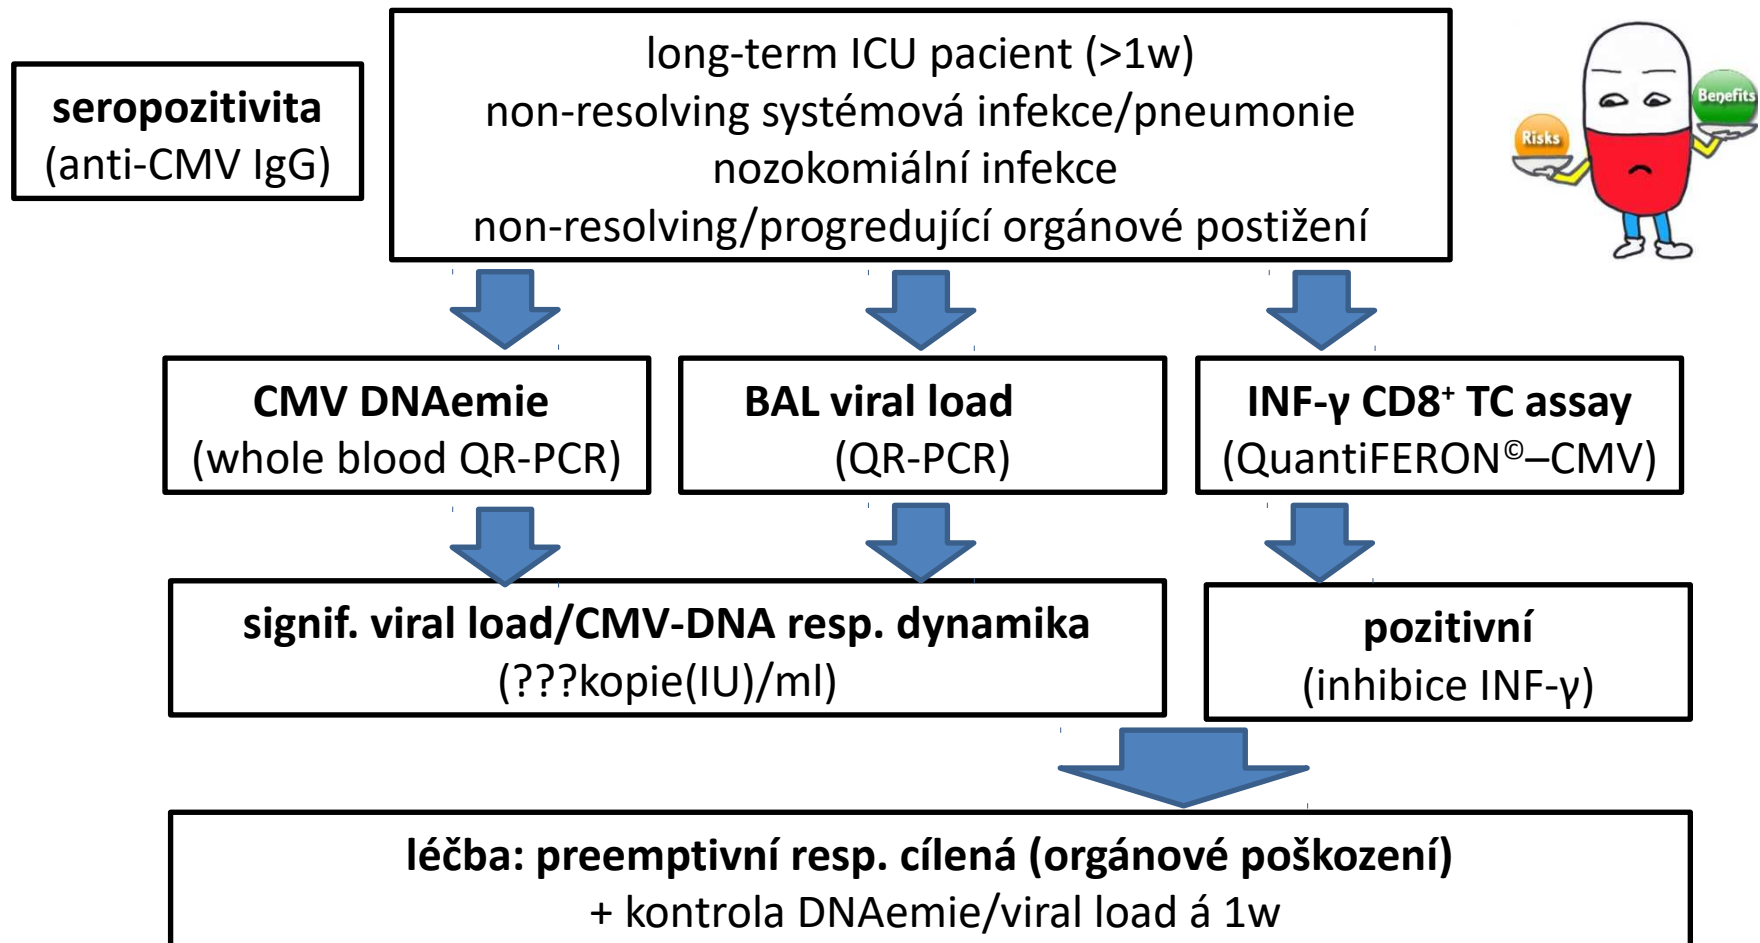 seropozitivita
(anti-CMV IgG)
long-term ICU pacient (>1w)
non-resolving systémová infekce/pneumonie
nozokomiální infekce
non-resolving/progredující orgánové postižení
Risks
Benefits
CMV DNAemie
(whole blood QR-PCR)
BAL viral load
(QR-PCR)
INF-γ CD8⁺ TC assay
(QuantiFERON©–CMV)
signif. viral load/CMV-DNA resp. dynamika
(???kopie(IU)/ml)
pozitivní
(inhibice INF-γ)
léčba: preemptivní resp. cílená (orgánové poškození)
+ kontrola DNAemie/viral load á 1w